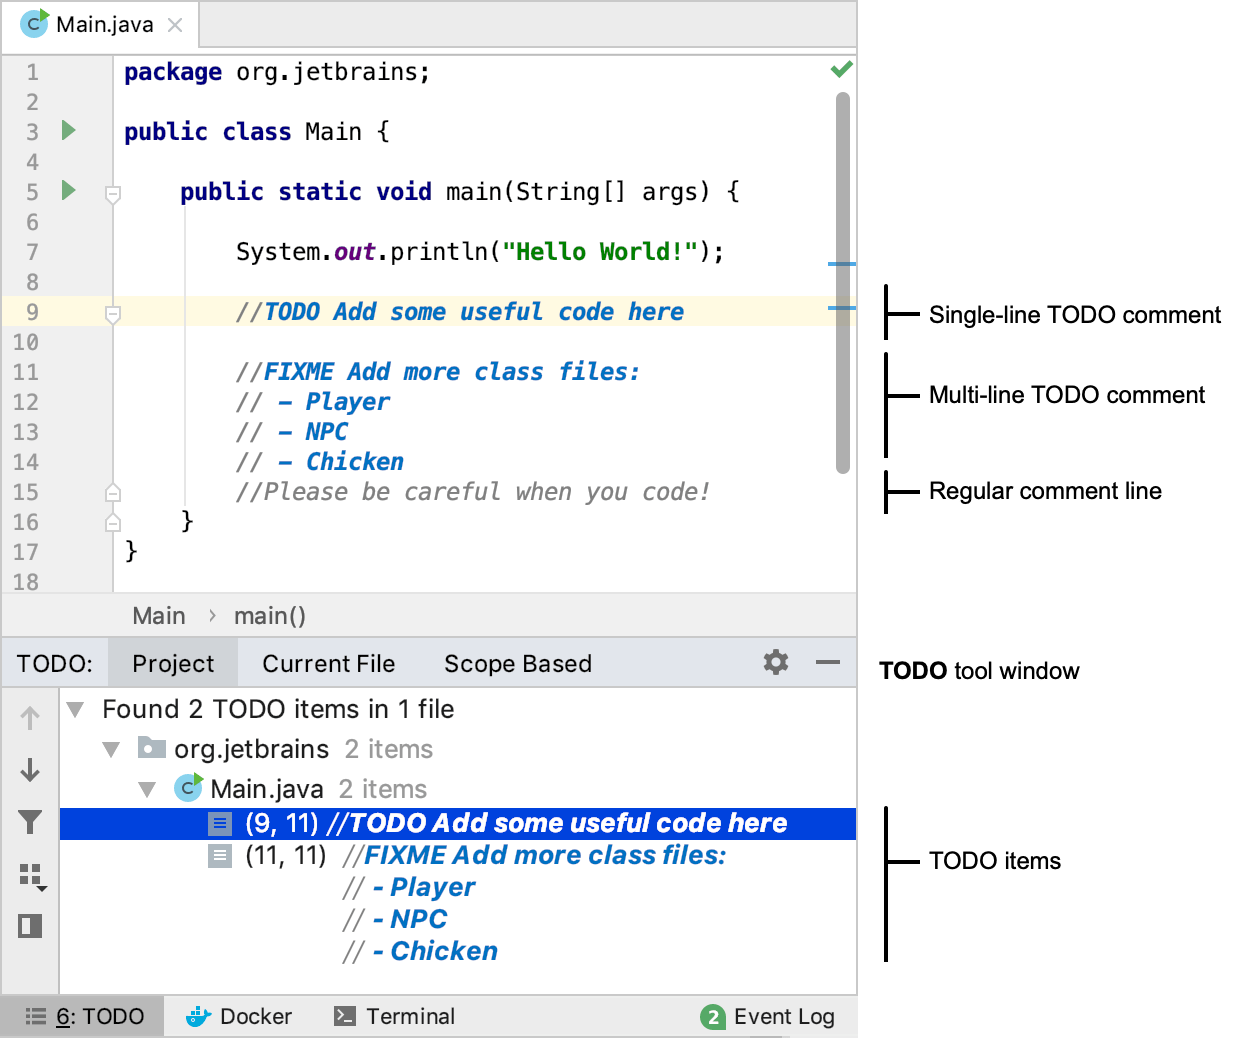 Main.java
1 package org.jetbrains;
2
3 public class Main {
4
5 public static void main(String[] args) {
6
7 System.out.println("Hello World!");
8
9 //TODO Add some useful code here
Single-line TODO comment
10
11 //FIXME Add more class files:
12 // - Player
Multi-line TODO comment
13 // - NPC
14 // - Chicken
15 //Please be careful when you code!
Regular comment line
16 }
17 }
18
Main › main()
TODO: Project Current File Scope Based
TODO tool window
Found 2 TODO items in 1 file
org.jetbrains 2 items
C Main.java 2 items
(9, 11) //TODO Add some useful code here
(11, 11) //FIXME Add more class files:
TODO items
// - Player
// - NPC
// - Chicken
6: TODO Docker Terminal 2 Event Log